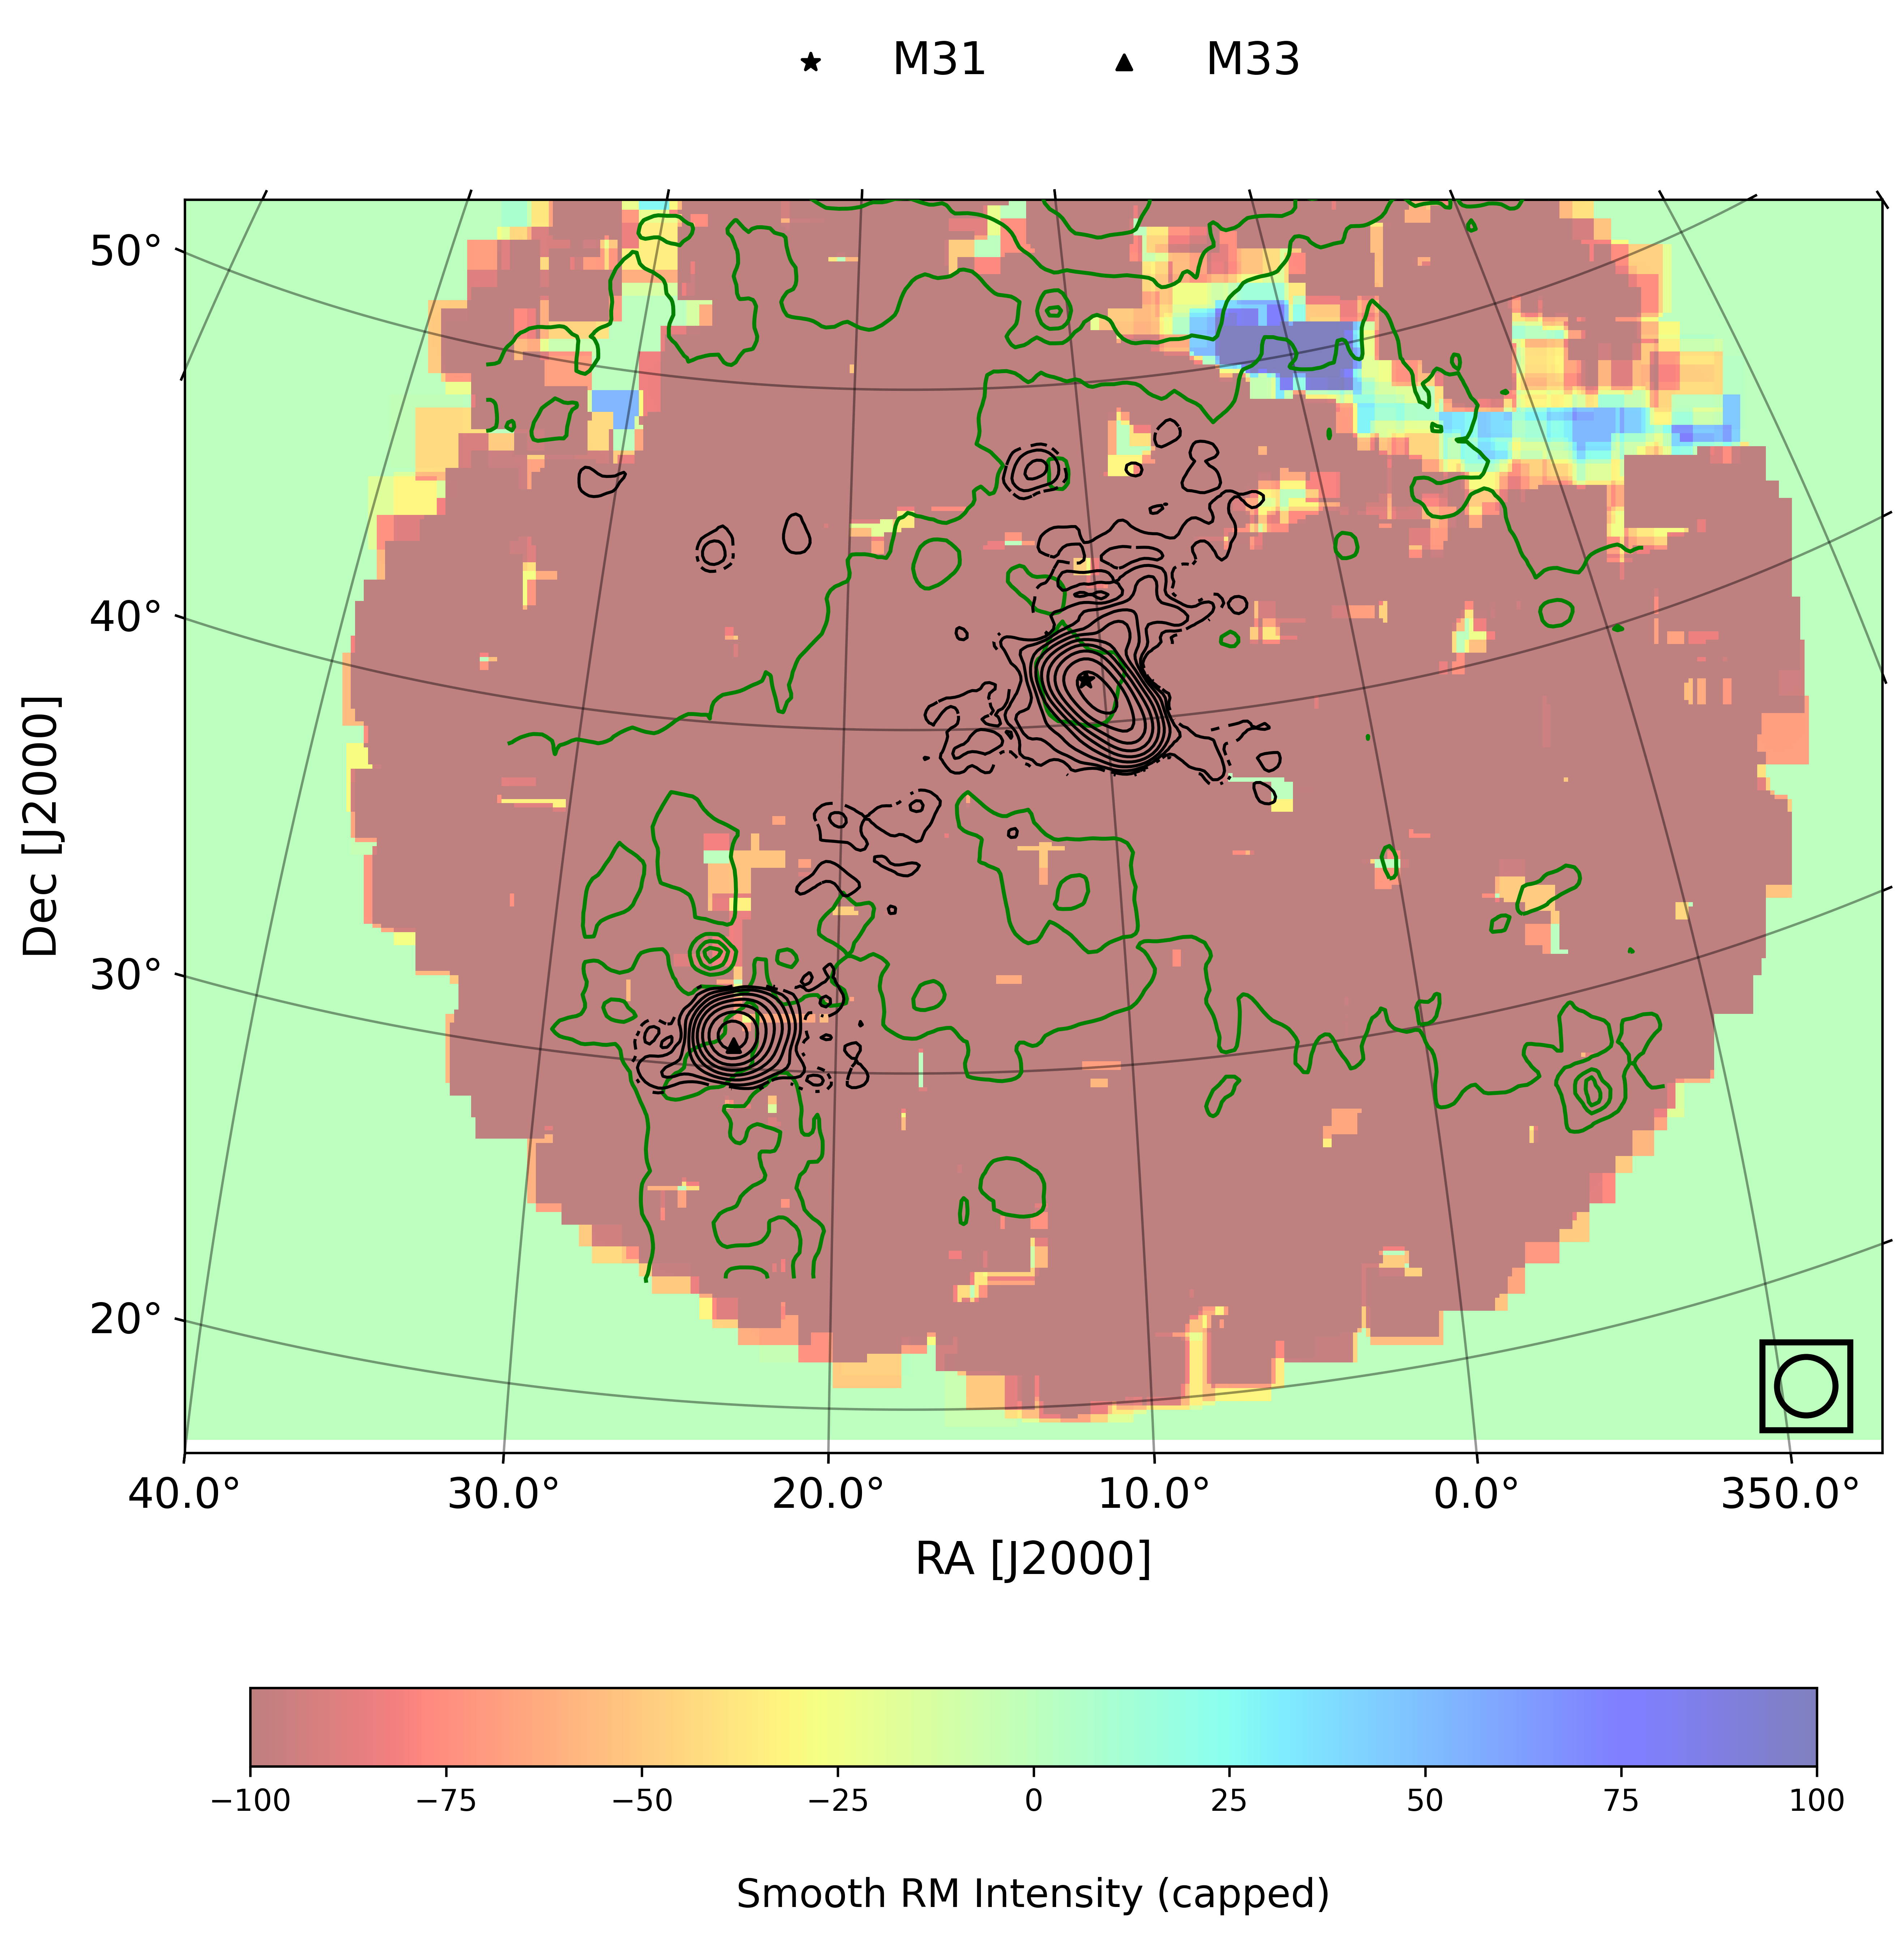 M31 M33
50°
40°
30°
20°
Dec [J2000]
40.0° 30.0° 20.0° 10.0° 0.0° 350.0°
RA [J2000]
−100 −75 −50 −25 0 25 50 75 100
Smooth RM Intensity (capped)